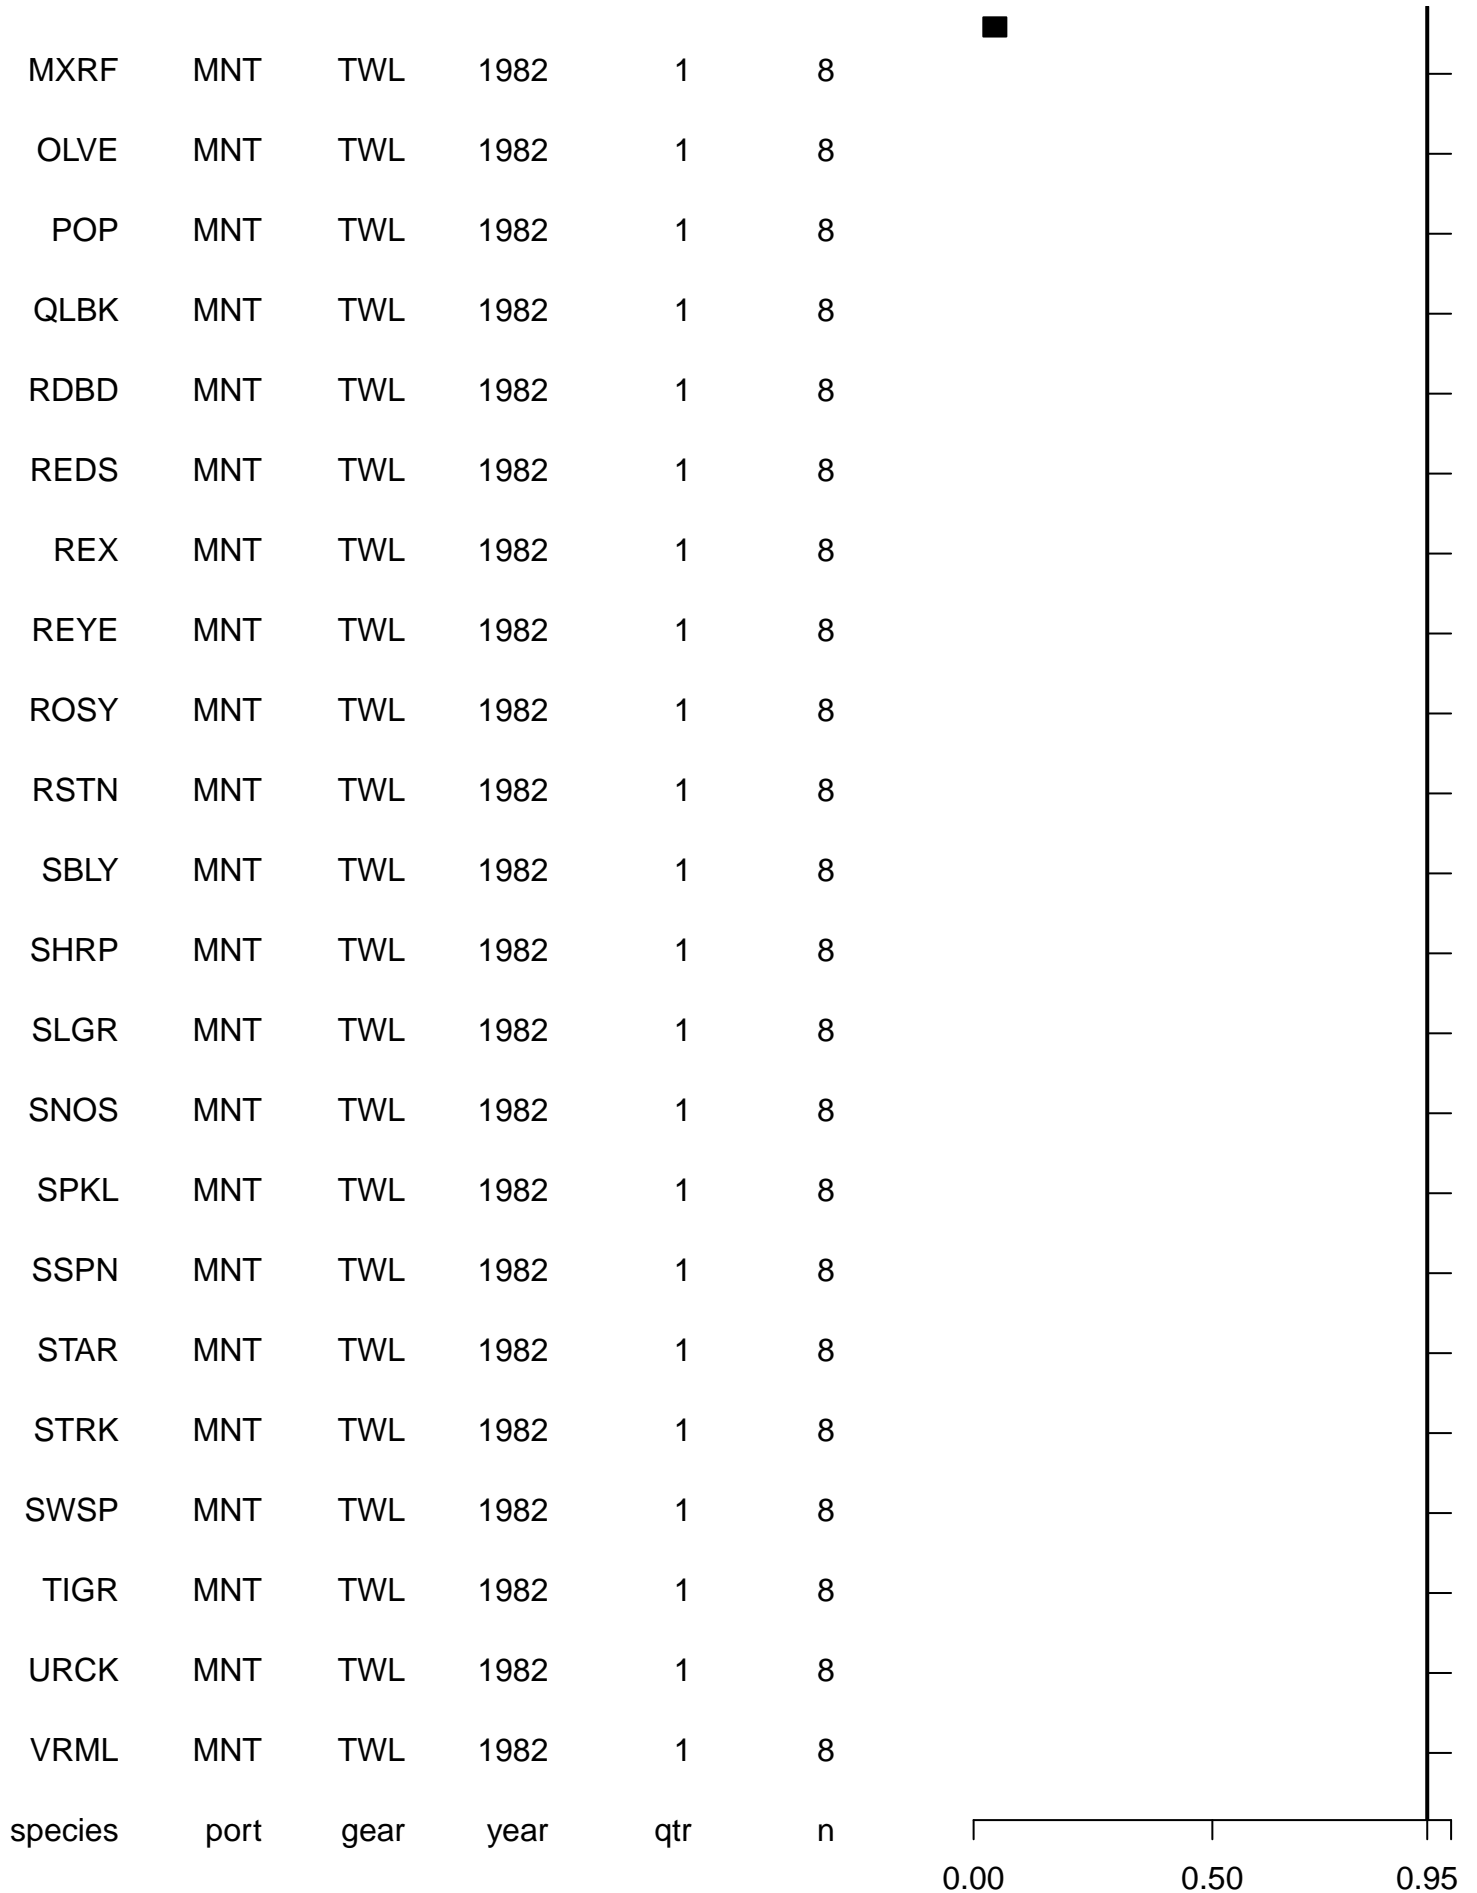 MXRF MNT TWL 1982 1 8
OLVE MNT TWL 1982 1 8
POP MNT TWL 1982 1 8
QLBK MNT TWL 1982 1 8
RDBD MNT TWL 1982 1 8
REDS MNT TWL 1982 1 8
REX MNT TWL 1982 1 8
REYE MNT TWL 1982 1 8
ROSY MNT TWL 1982 1 8
RSTN MNT TWL 1982 1 8
SBLY MNT TWL 1982 1 8
SHRP MNT TWL 1982 1 8
SLGR MNT TWL 1982 1 8
SNOS MNT TWL 1982 1 8
SPKL MNT TWL 1982 1 8
SSPN MNT TWL 1982 1 8
STAR MNT TWL 1982 1 8
STRK MNT TWL 1982 1 8
SWSP MNT TWL 1982 1 8
TIGR MNT TWL 1982 1 8
URCK MNT TWL 1982 1 8
VRML MNT TWL 1982 1 8
species port gear year qtr n
0.00 0.50 0.95